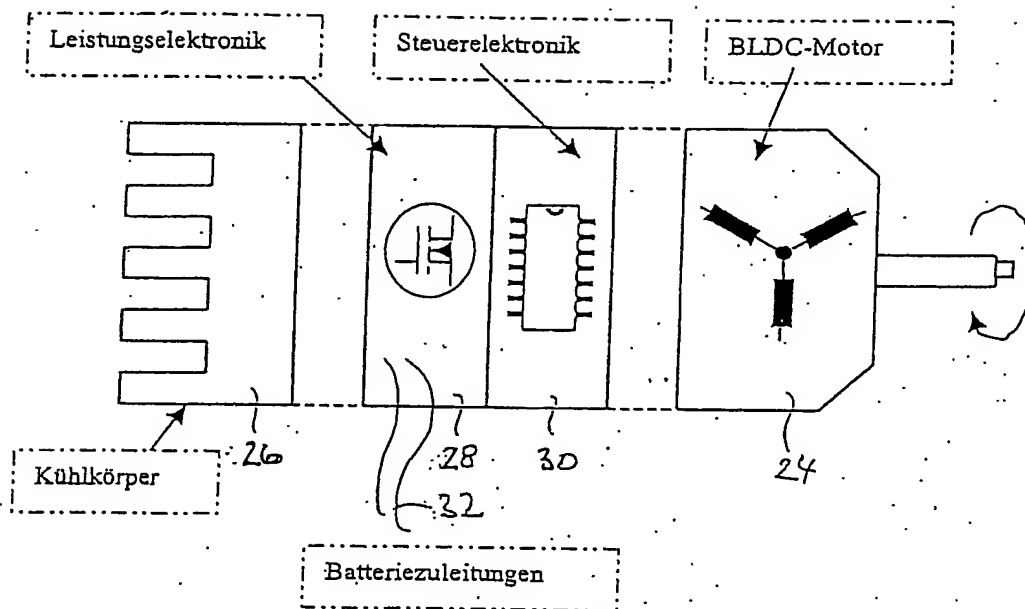 Leistungselektronik
Steuerelektronik
BLDC-Motor
26
28
30
24
Kühlkörper
32
Batteriezuleitungen